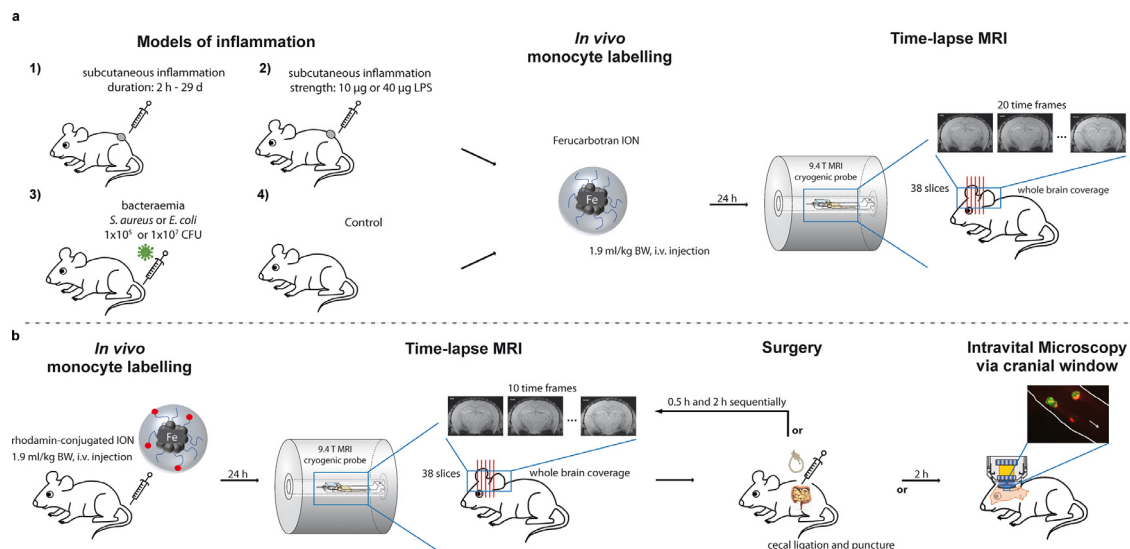 a
Models of inflammation
In vivo
monocyte labelling
Time-lapse MRI
1)
subcutaneous inflammation
duration: 2 h - 29 d
2)
subcutaneous inflammation
strength: 10 µg or 40 µg LPS
3)
bacteraemia
S. aureus or E. coli
1x10⁵ or 1x10⁷ CFU
4)
Control
Ferucarbotran ION
Fe
1.9 ml/kg BW, i.v. injection
24 h
9.4 T MRI
cryogenic probe
20 time frames
...
38 slices
whole brain coverage
b
In vivo
monocyte labelling
Time-lapse MRI
Surgery
Intravital Microscopy
via cranial window
Fe
rhodamin-conjugated ION
1.9 ml/kg BW, i.v. injection
24 h
9.4 T MRI
cryogenic probe
10 time frames
...
38 slices
whole brain coverage
0.5 h and 2 h sequentially
or
cecal ligation and puncture
2 h
or